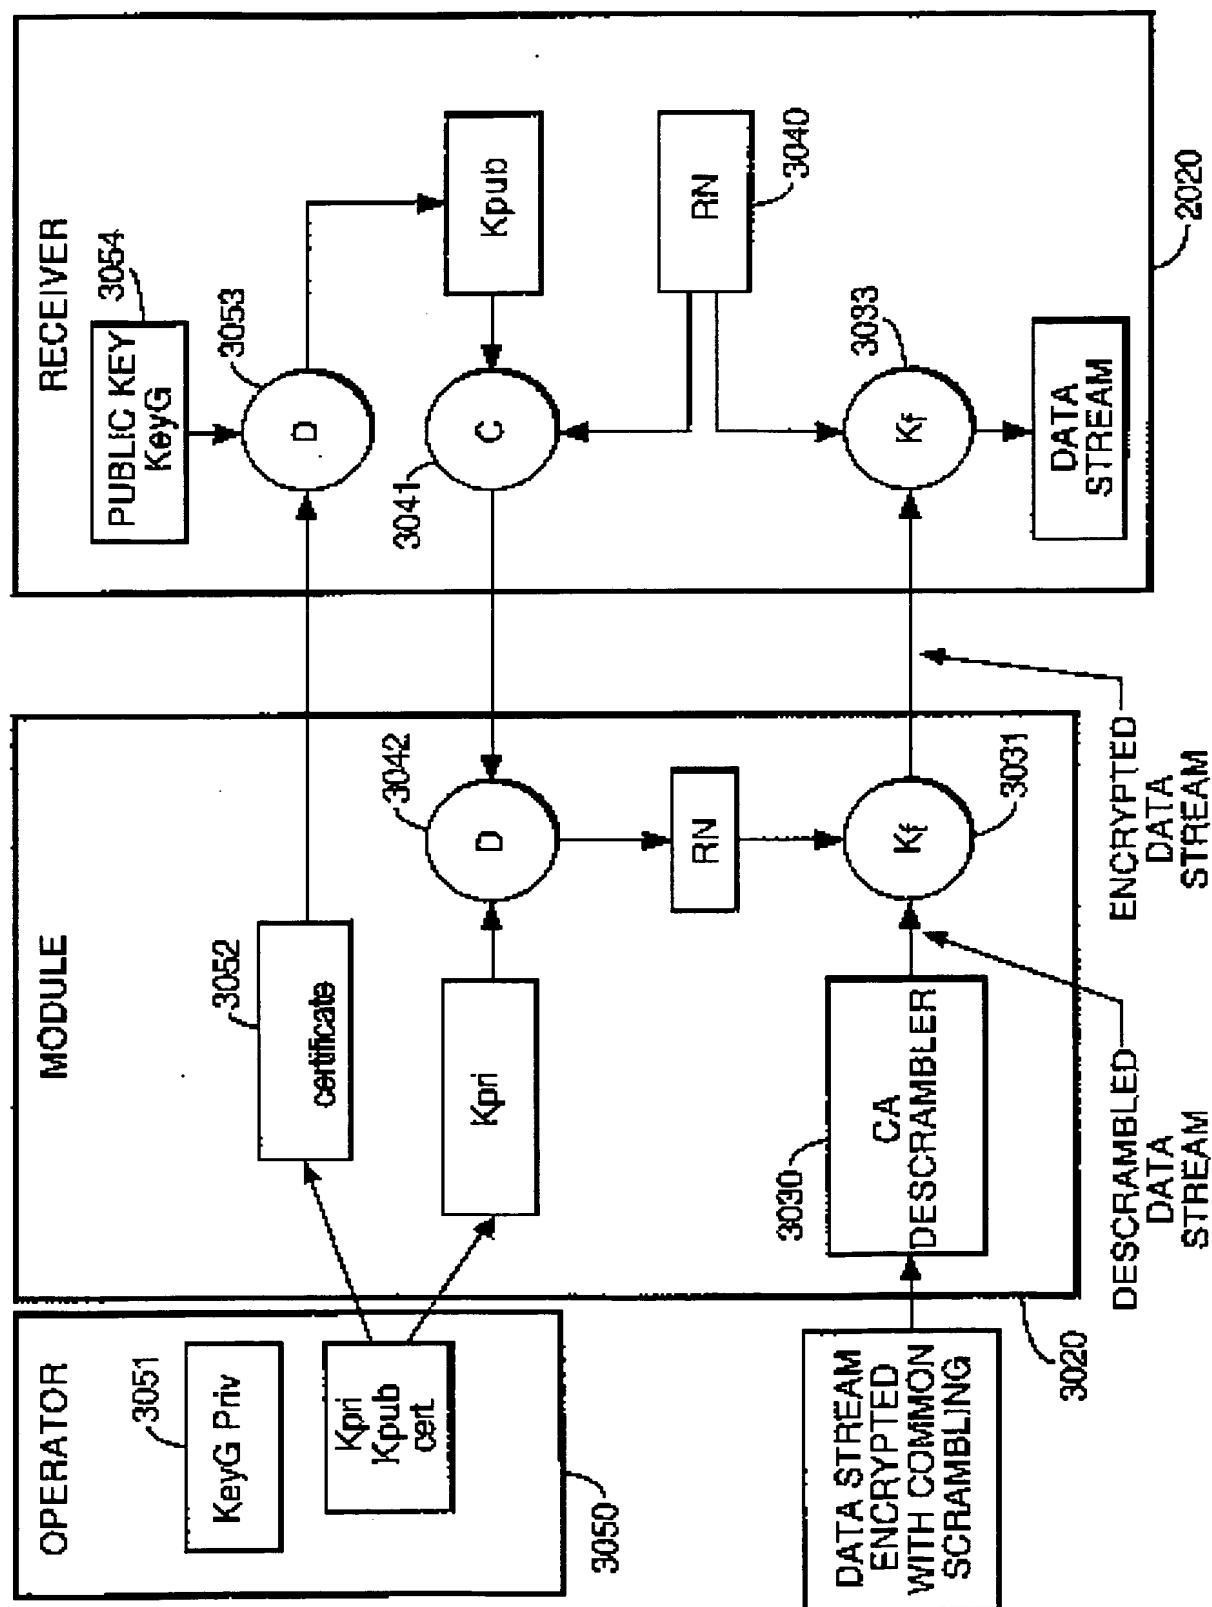 OPERATOR
3051
KeyG Priv
Kpri
Kpub
cert.
3050
DATA STREAM
ENCRYPTED
WITH COMMON
SCRAMBLING
MODULE
3052
certificate
Kpri
3042
D
RN
3030
CA
DESCRAMBLER
Kf
3031
3020
DESCRAMBLED
DATA
STREAM
ENCRYPTED
DATA
STREAM
RECEIVER
3054
PUBLIC KEY
KeyG
3053
D
Kpub
3041
C
RN
3040
3033
Kf
DATA
STREAM
2020